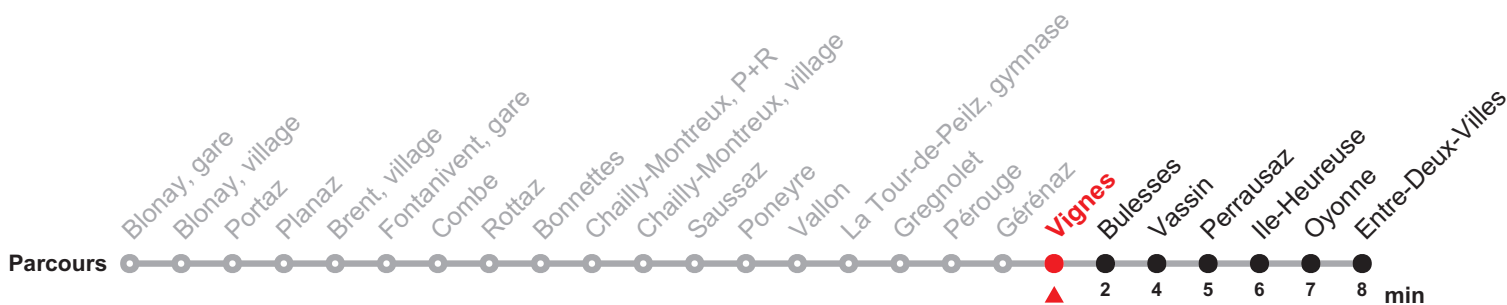 Blonay, gare
Blonay, village
Portaz
Planaz
Brent, village
Fontanivent, gare
Combe
Rottaz
Bonnettes
Chailly-Montreux, P+R
Chailly-Montreux, village
Saussaz
Poneyre
Vallon
La Tour-de-Peilz, gymnase
Gregnolet
Pérouge
Gérénaz
Vignes
Bulesses
Vassin
Perrausaz
Ile-Heureuse
Oyonne
Entre-Deux-Villes
Parcours
2 4 5 6 7 8 min